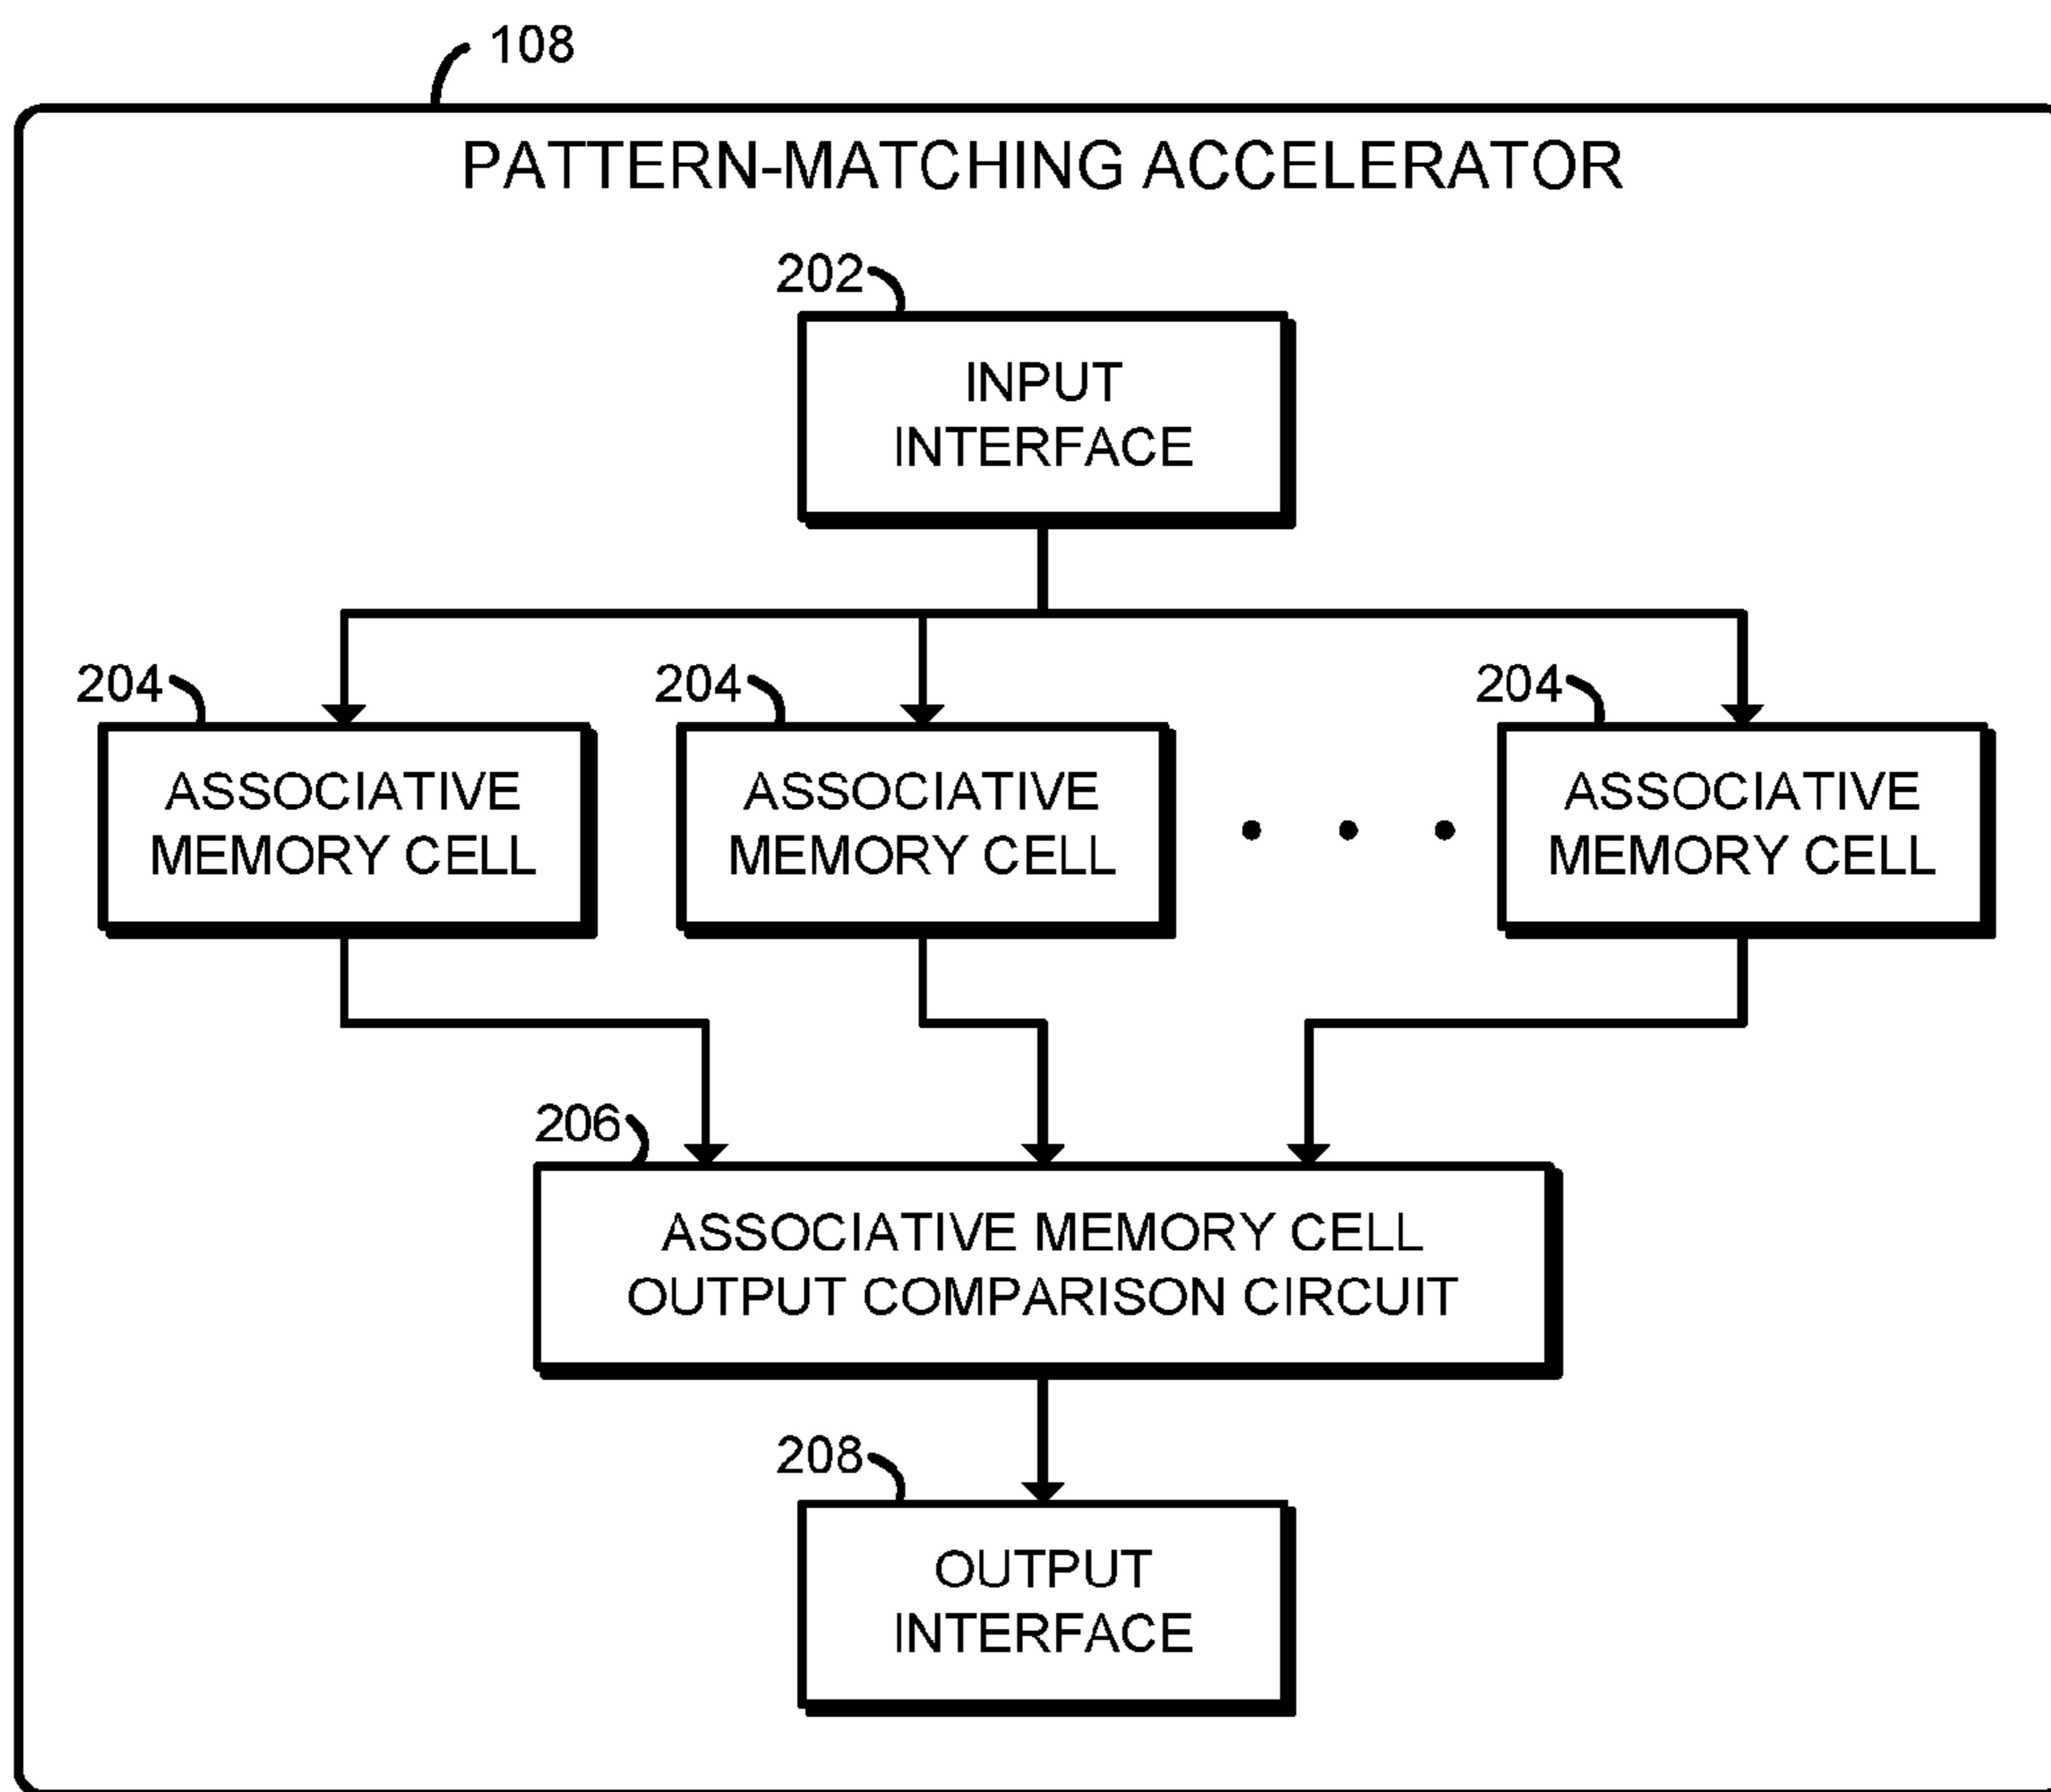 108
PATTERN-MATCHING ACCELERATOR
202
INPUT
INTERFACE
204
ASSOCIATIVE
MEMORY CELL
204
ASSOCIATIVE
MEMORY CELL
204
ASSOCIATIVE
MEMORY CELL
206
ASSOCIATIVE MEMORY CELL
OUTPUT COMPARISON CIRCUIT
208
OUTPUT
INTERFACE